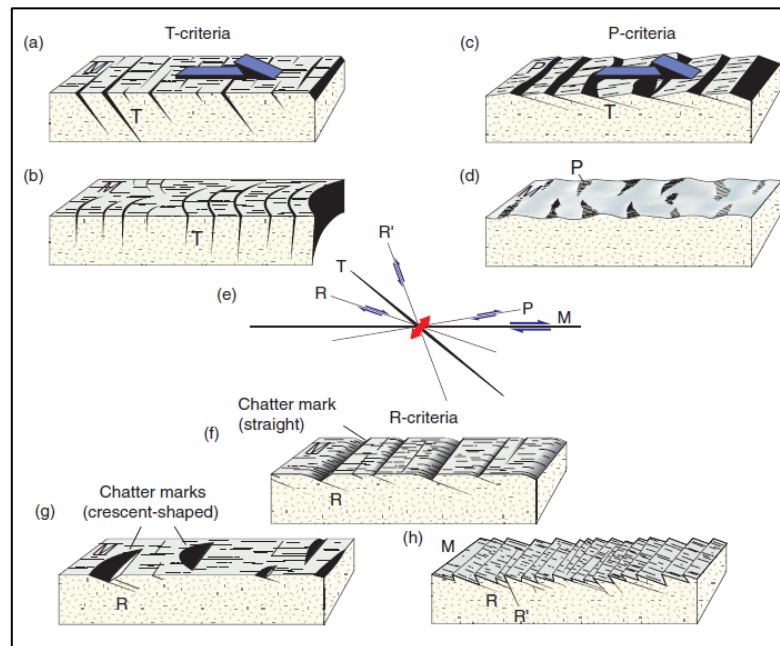 T-criteria
P-criteria
(a)
M
T
(c)
P
T
(b)
M
T
(d)
M
P
R'
T
(e)
R
P
M
Chatter mark
(straight)
R-criteria
(f)
M
R
(g)
Chatter marks
(crescent-shaped)
M
R
(h)
M
R
R'